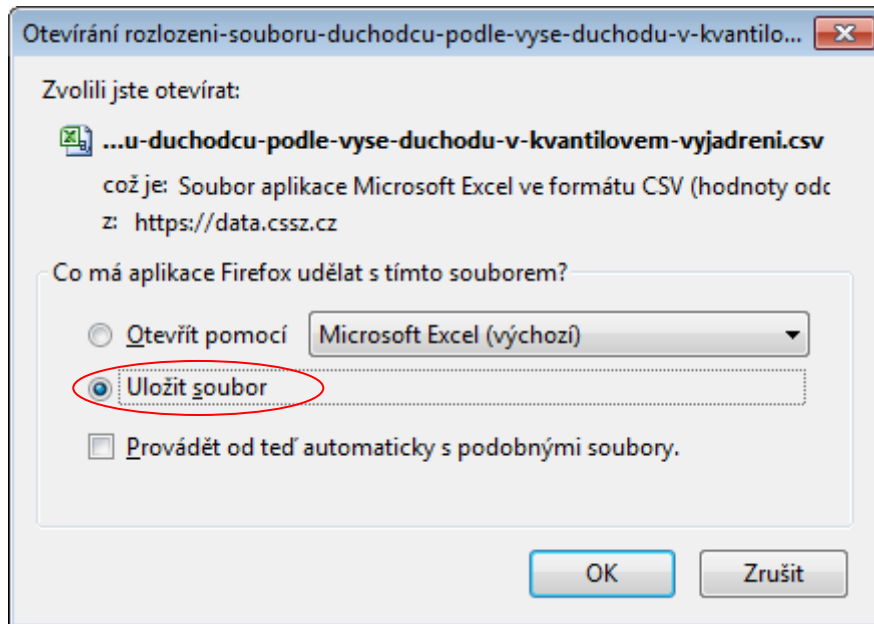 Otevírání rozlozeni-souboru-duchodcu-podle-vyse-duchodu-v-kvantilo...
Zvolili jste otevírat:
...u-duchodcu-podle-vyse-duchodu-v-kvantilovem-vyjadreni.csv
což je: Soubor aplikace Microsoft Excel ve formátu CSV (hodnoty odc
z: https://data.cssz.cz
Co má aplikace Firefox udělat s tímto souborem?
Otevřít pomocí Microsoft Excel (výchozí)
Uložit soubor
Provádět od teď automaticky s podobnými soubory.
OK Zrušit